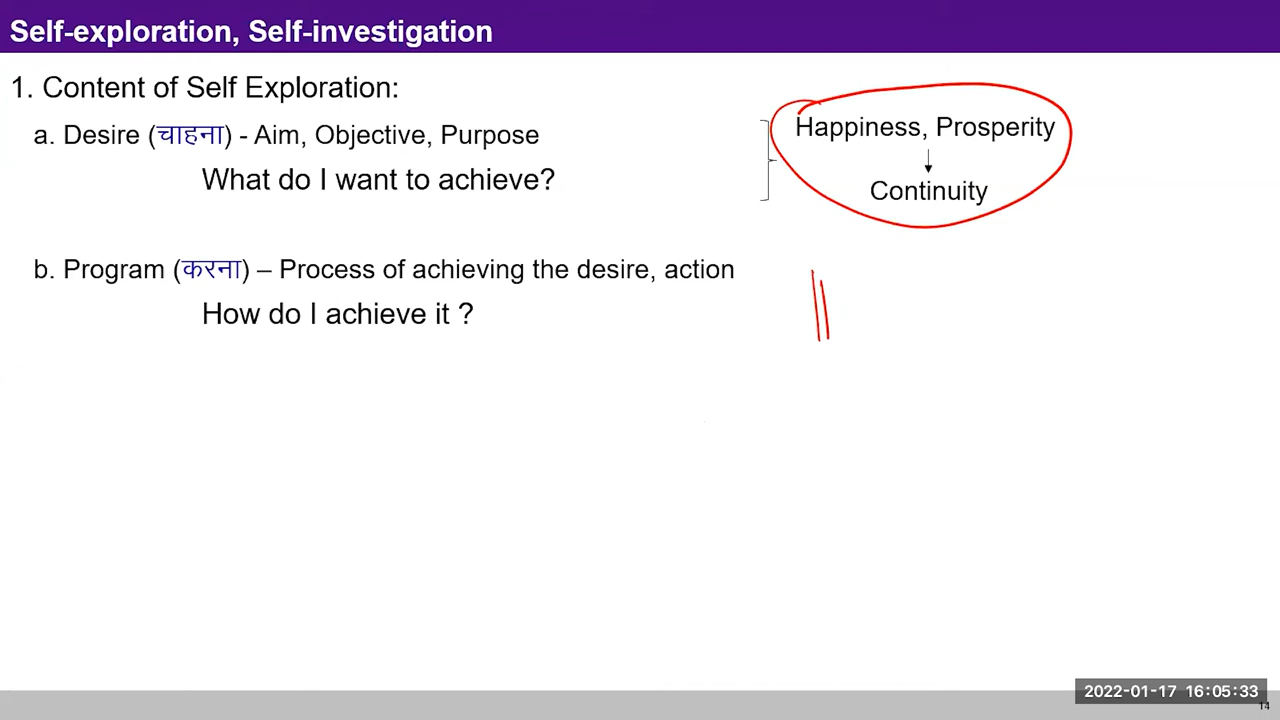 Self-exploration, Self-investigation
1. Content of Self Exploration:
a. Desire (चाहना) - Aim, Objective, Purpose
What do I want to achieve?
Happiness, Prosperity
Continuity
b. Program (करना) – Process of achieving the desire, action
How do I achieve it ?
2022-01-17 16:05:33
14